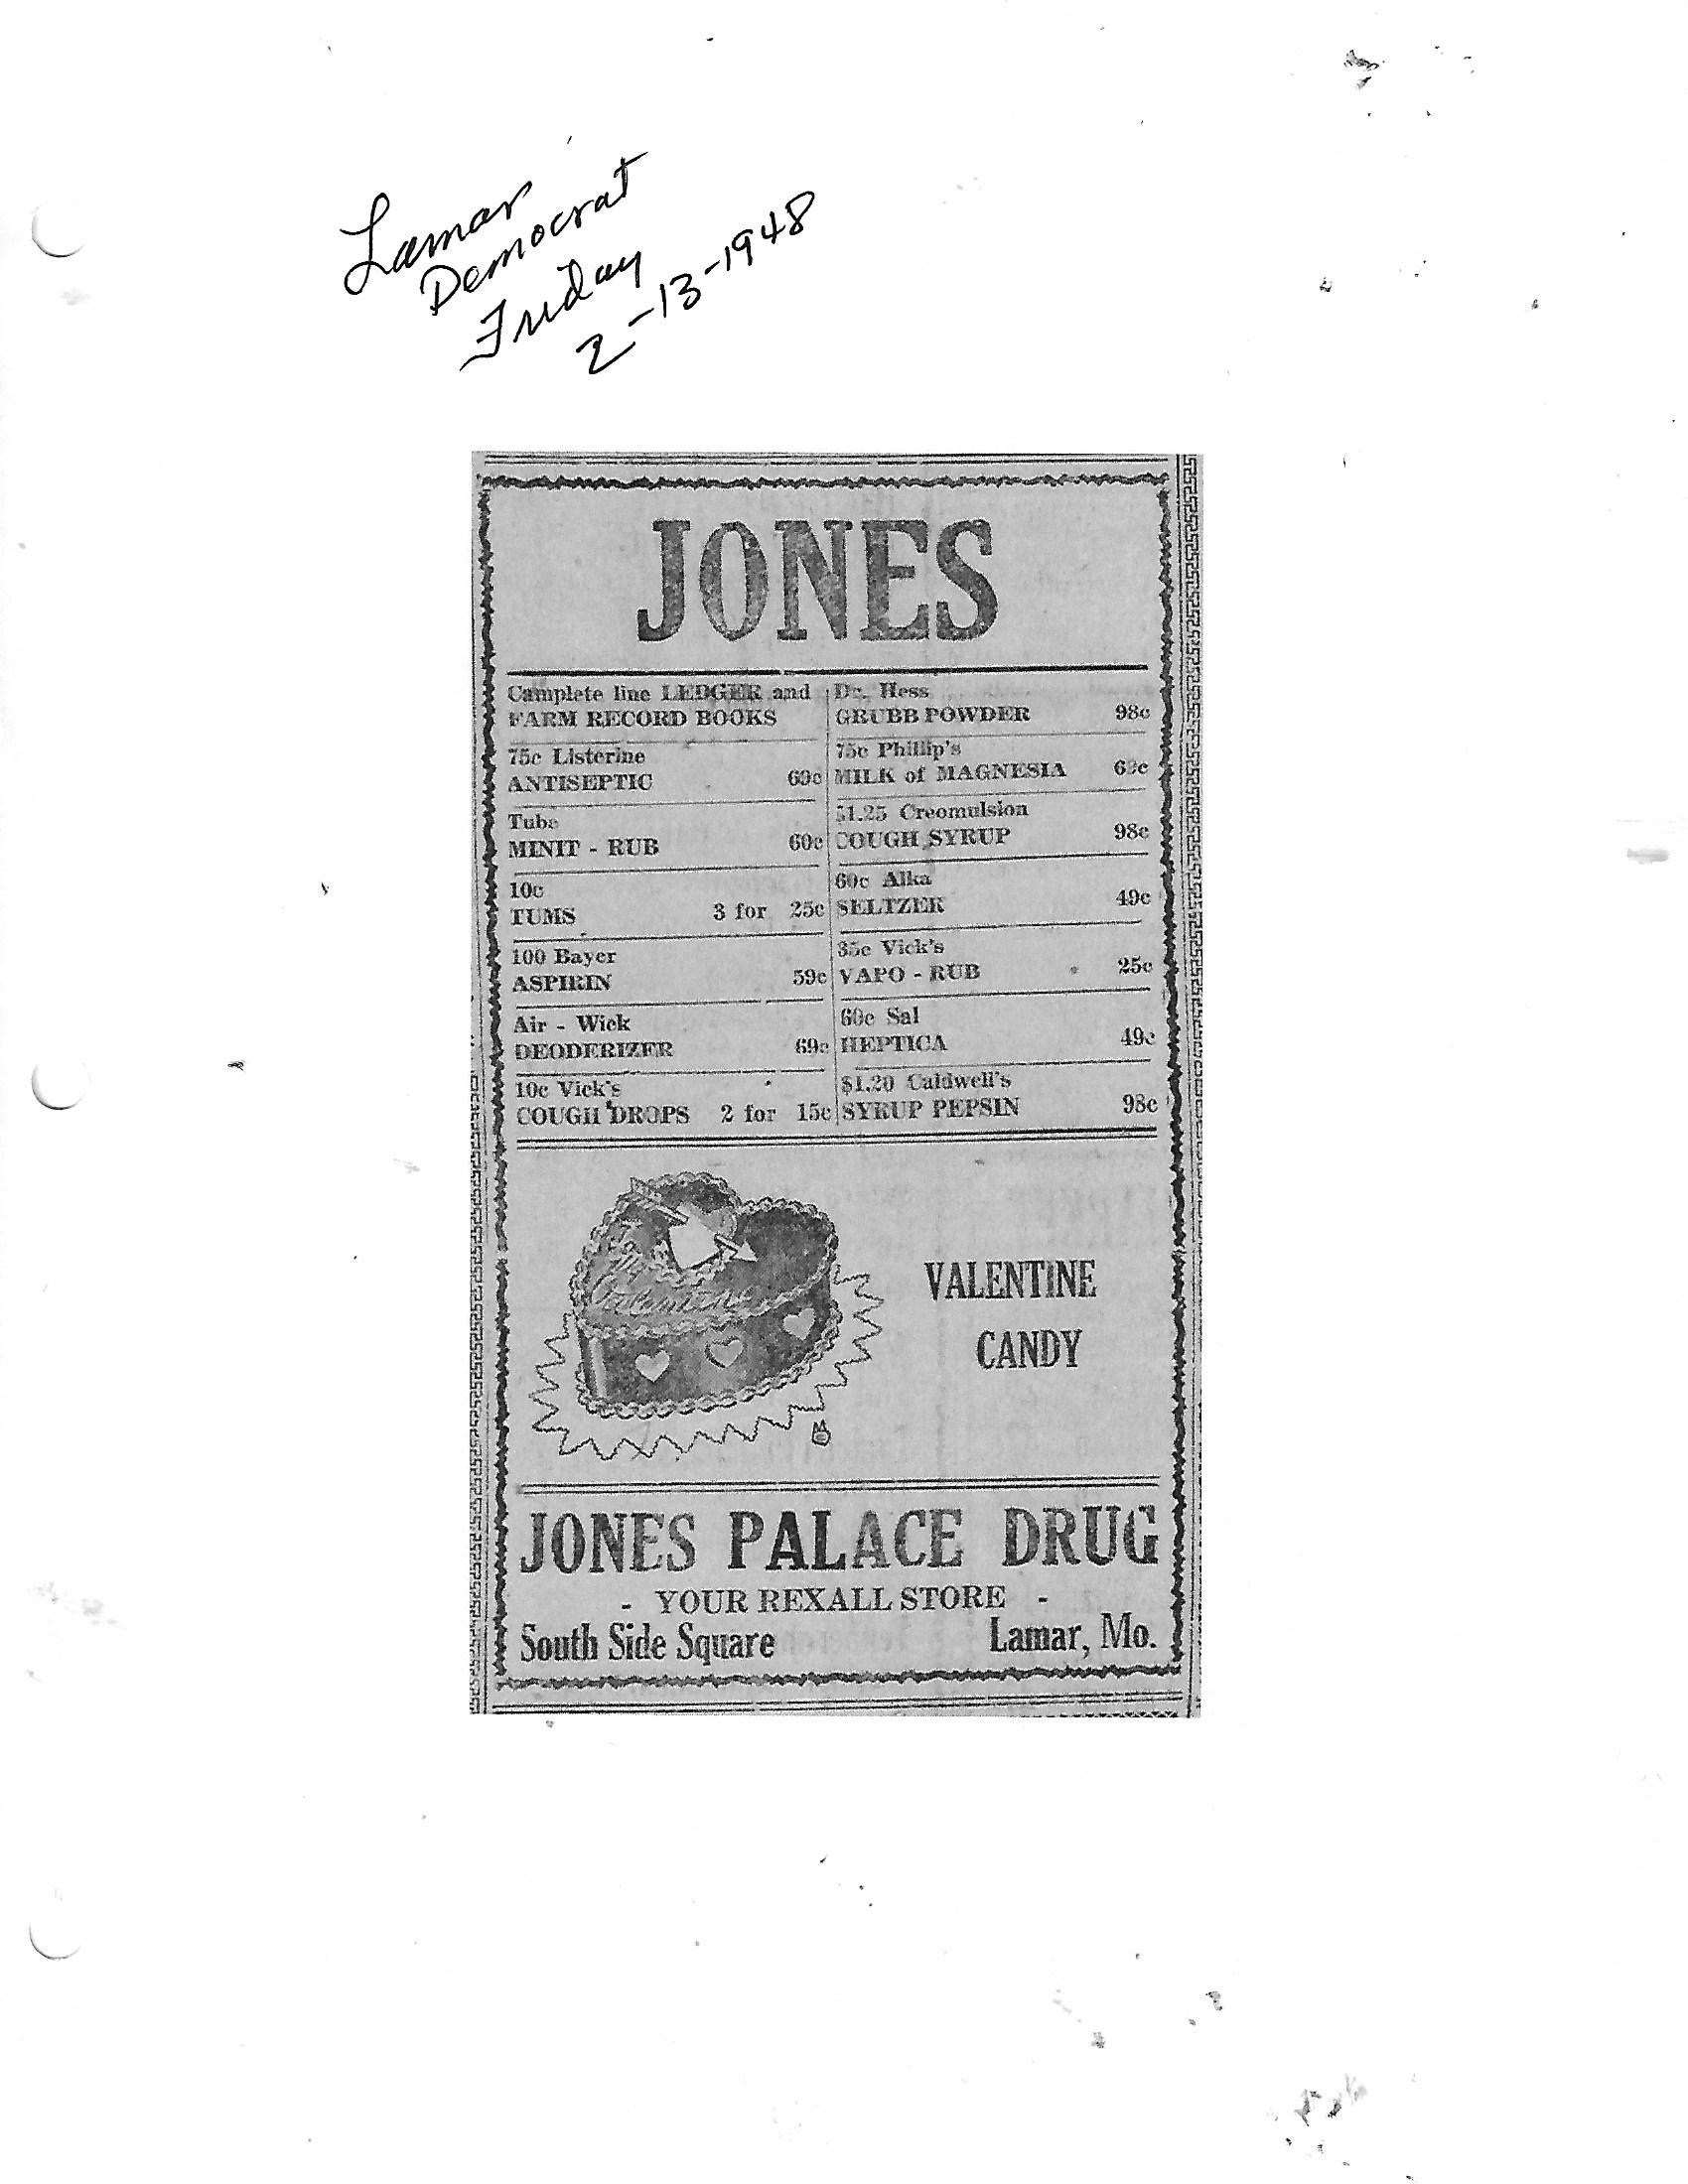 Lamar
Democrat
Friday
2-13-1948
JONES
Complete line LEDGER and
FARM RECORD BOOKS
75c Listerine
ANTISEPTIC
Tube
MINIT - RUB 60c
10c
TUMS 3 for 25c
100 Bayer
ASPIRIN 59c
Air - Wick
DEODERIZER 69c
10c Vick's
COUGH DROPS 2 for 15c
Dr. Hess
GRUBB POWDER 98c
75c Phillip's
MILK of MAGNESIA
$1.25 Creomulsion
COUGH SYRUP 98c
60c Alka
SELTZER 49c
35c Vick's
VAPO - RUB 25c
60c Sal
HEPTICA 49c
$1.20 Caldwell's
SYRUP PEPSIN 98c
To My
Valentine
VALENTINE
CANDY
JONES PALACE DRUG
- YOUR REXALL STORE -
South Side Square Lamar, Mo.